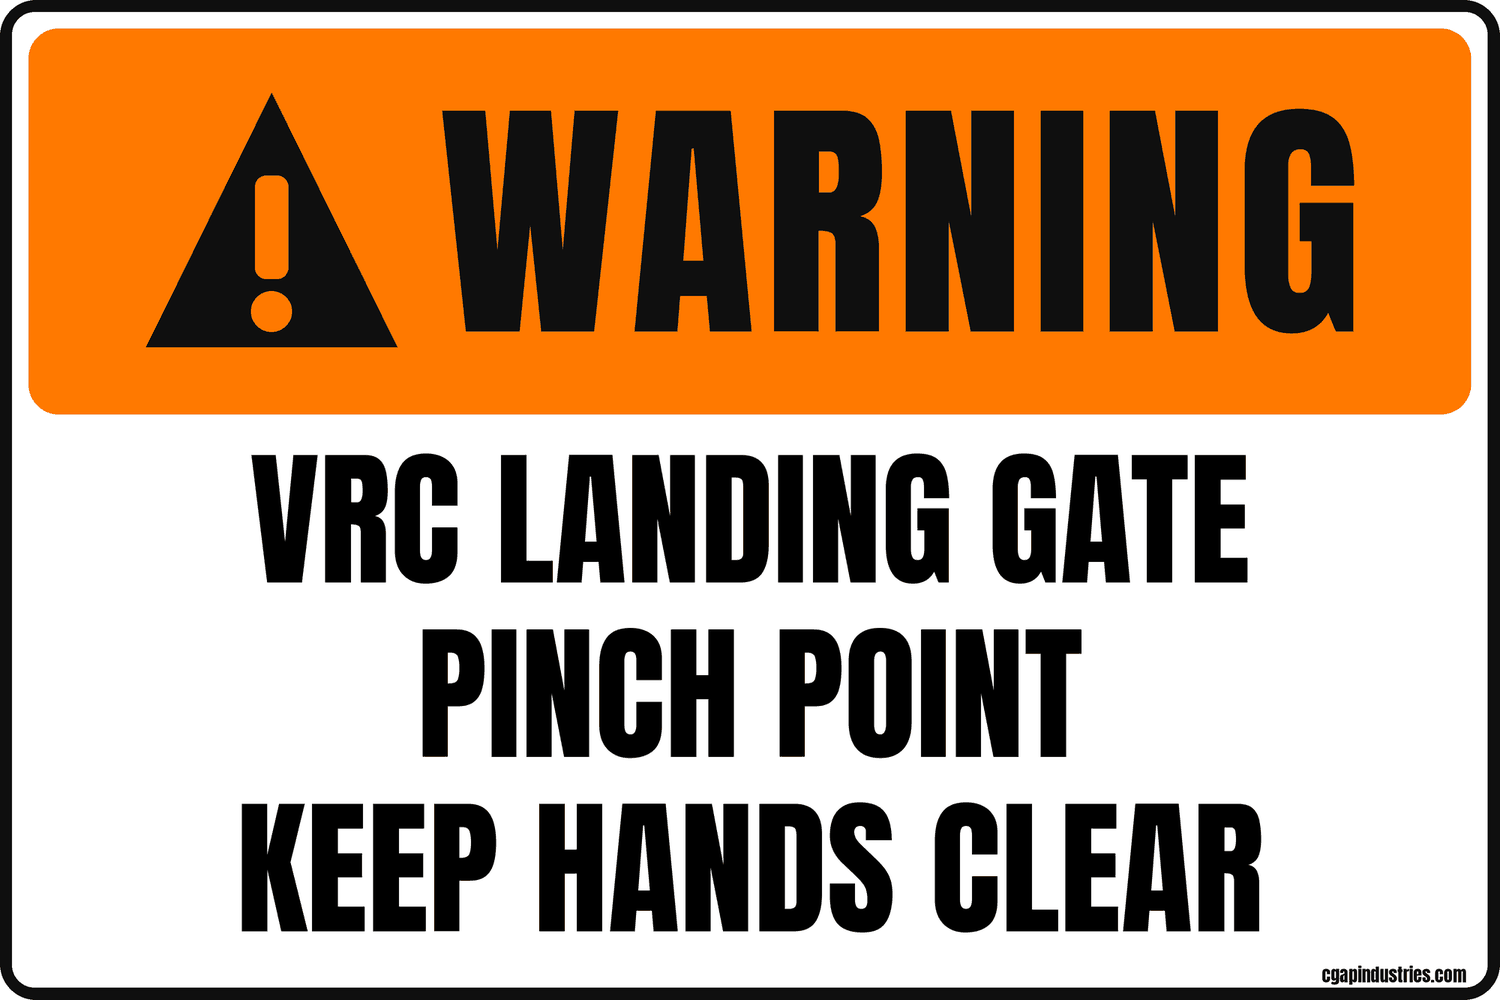 WARNING
VRC LANDING GATE
PINCH POINT
KEEP HANDS CLEAR
cgapindustries.com